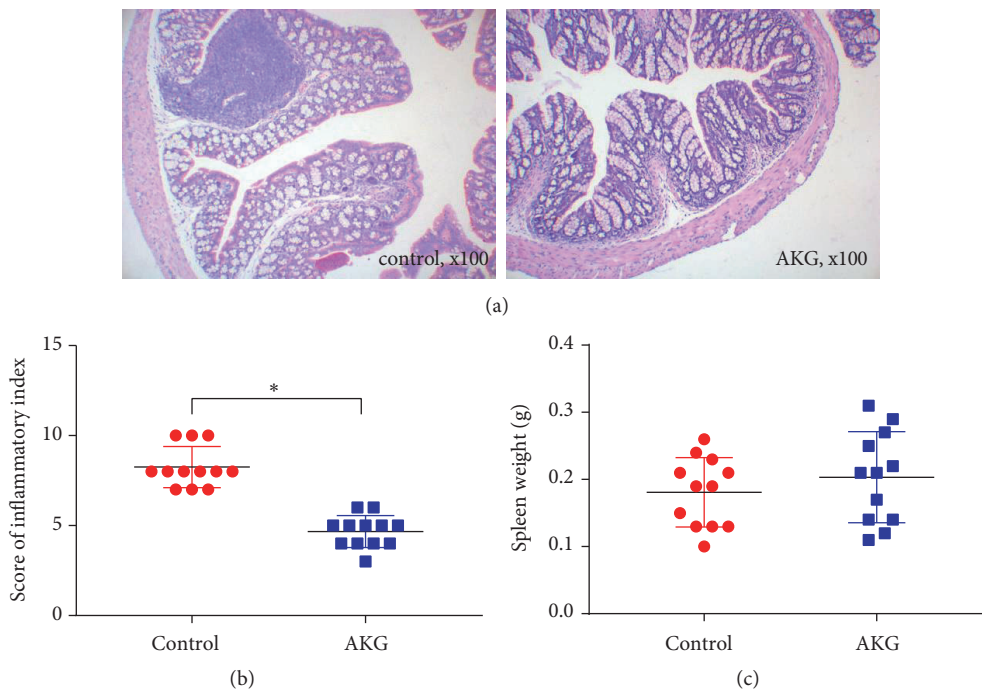 control, x100
AKG, x100
(a)
Score of inflammatory index
15
10
5
0
*
Control
AKG
(b)
Spleen weight (g)
0.4
0.3
0.2
0.1
0.0
Control
AKG
(c)